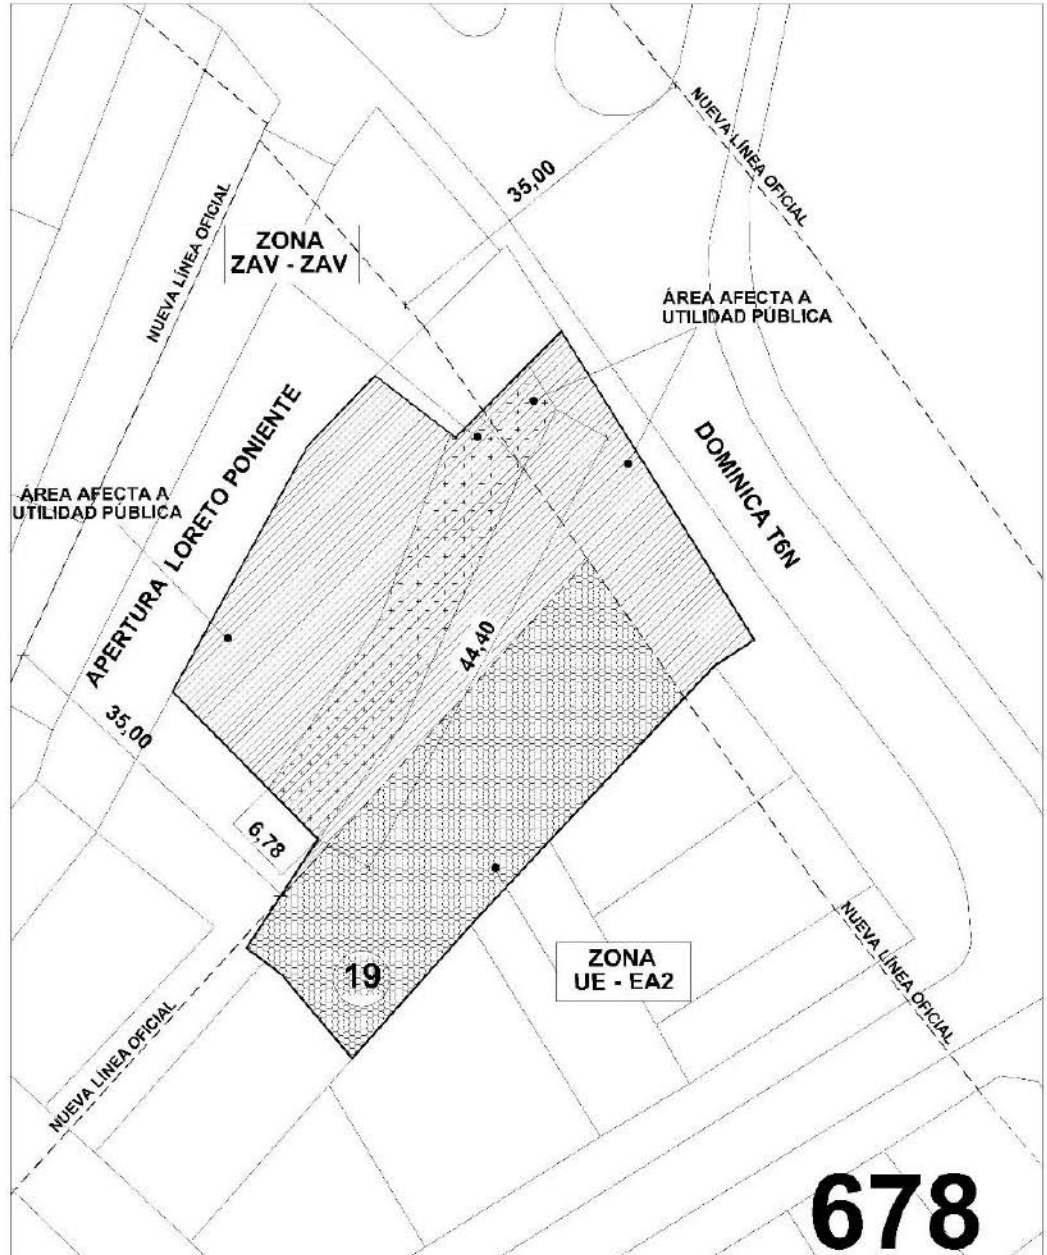 NUEVA LÍNEA OFICIAL
35,00
NUEVA LÍNEA OFICIAL
ZONA
ZAV - ZAV
ÁREA AFECTA A
UTILIDAD PÚBLICA
APERTURA LORETO PONIENTE
DOMINICA T6N
ÁREA AFECTA A
UTILIDAD PÚBLICA
44,40
35,00
6,78
NUEVA LÍNEA OFICIAL
ZONA
UE - EA2
19
NUEVA LÍNEA OFICIAL
678